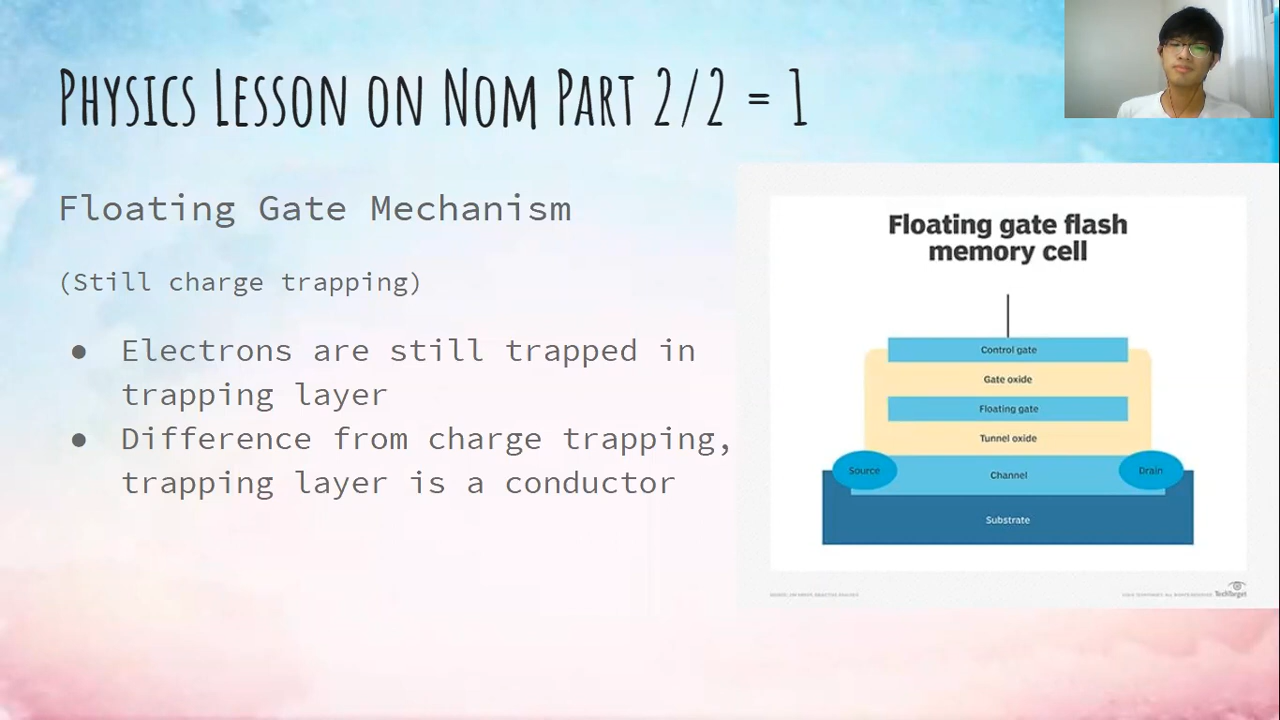 Physics Lesson on Nom Part 2/2 = 1
Floating Gate Mechanism
(Still charge trapping)
● Electrons are still trapped in
trapping layer
● Difference from charge trapping,
trapping layer is a conductor
Floating gate flash
memory cell
Control gate
Gate oxide
Floating gate
Tunnel oxide
Source
Channel
Drain
Substrate
TechTarget